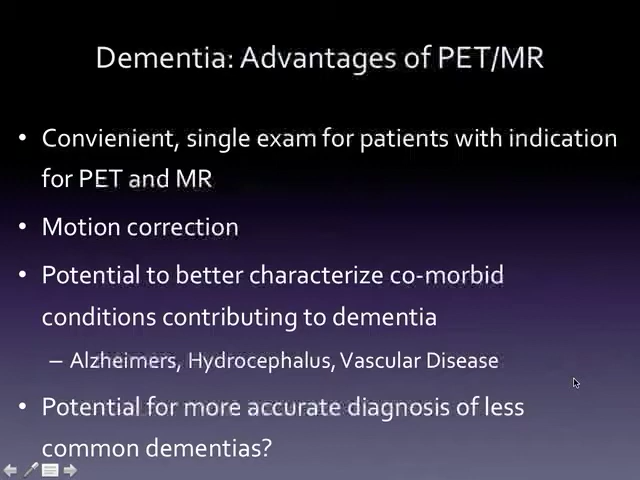 Dementia: Advantages of PET/MR
• Convienient, single exam for patients with indication
for PET and MR
• Motion correction
• Potential to better characterize co-morbid
conditions contributing to dementia
– Alzheimers, Hydrocephalus, Vascular Disease
• Potential for more accurate diagnosis of less
common dementias?